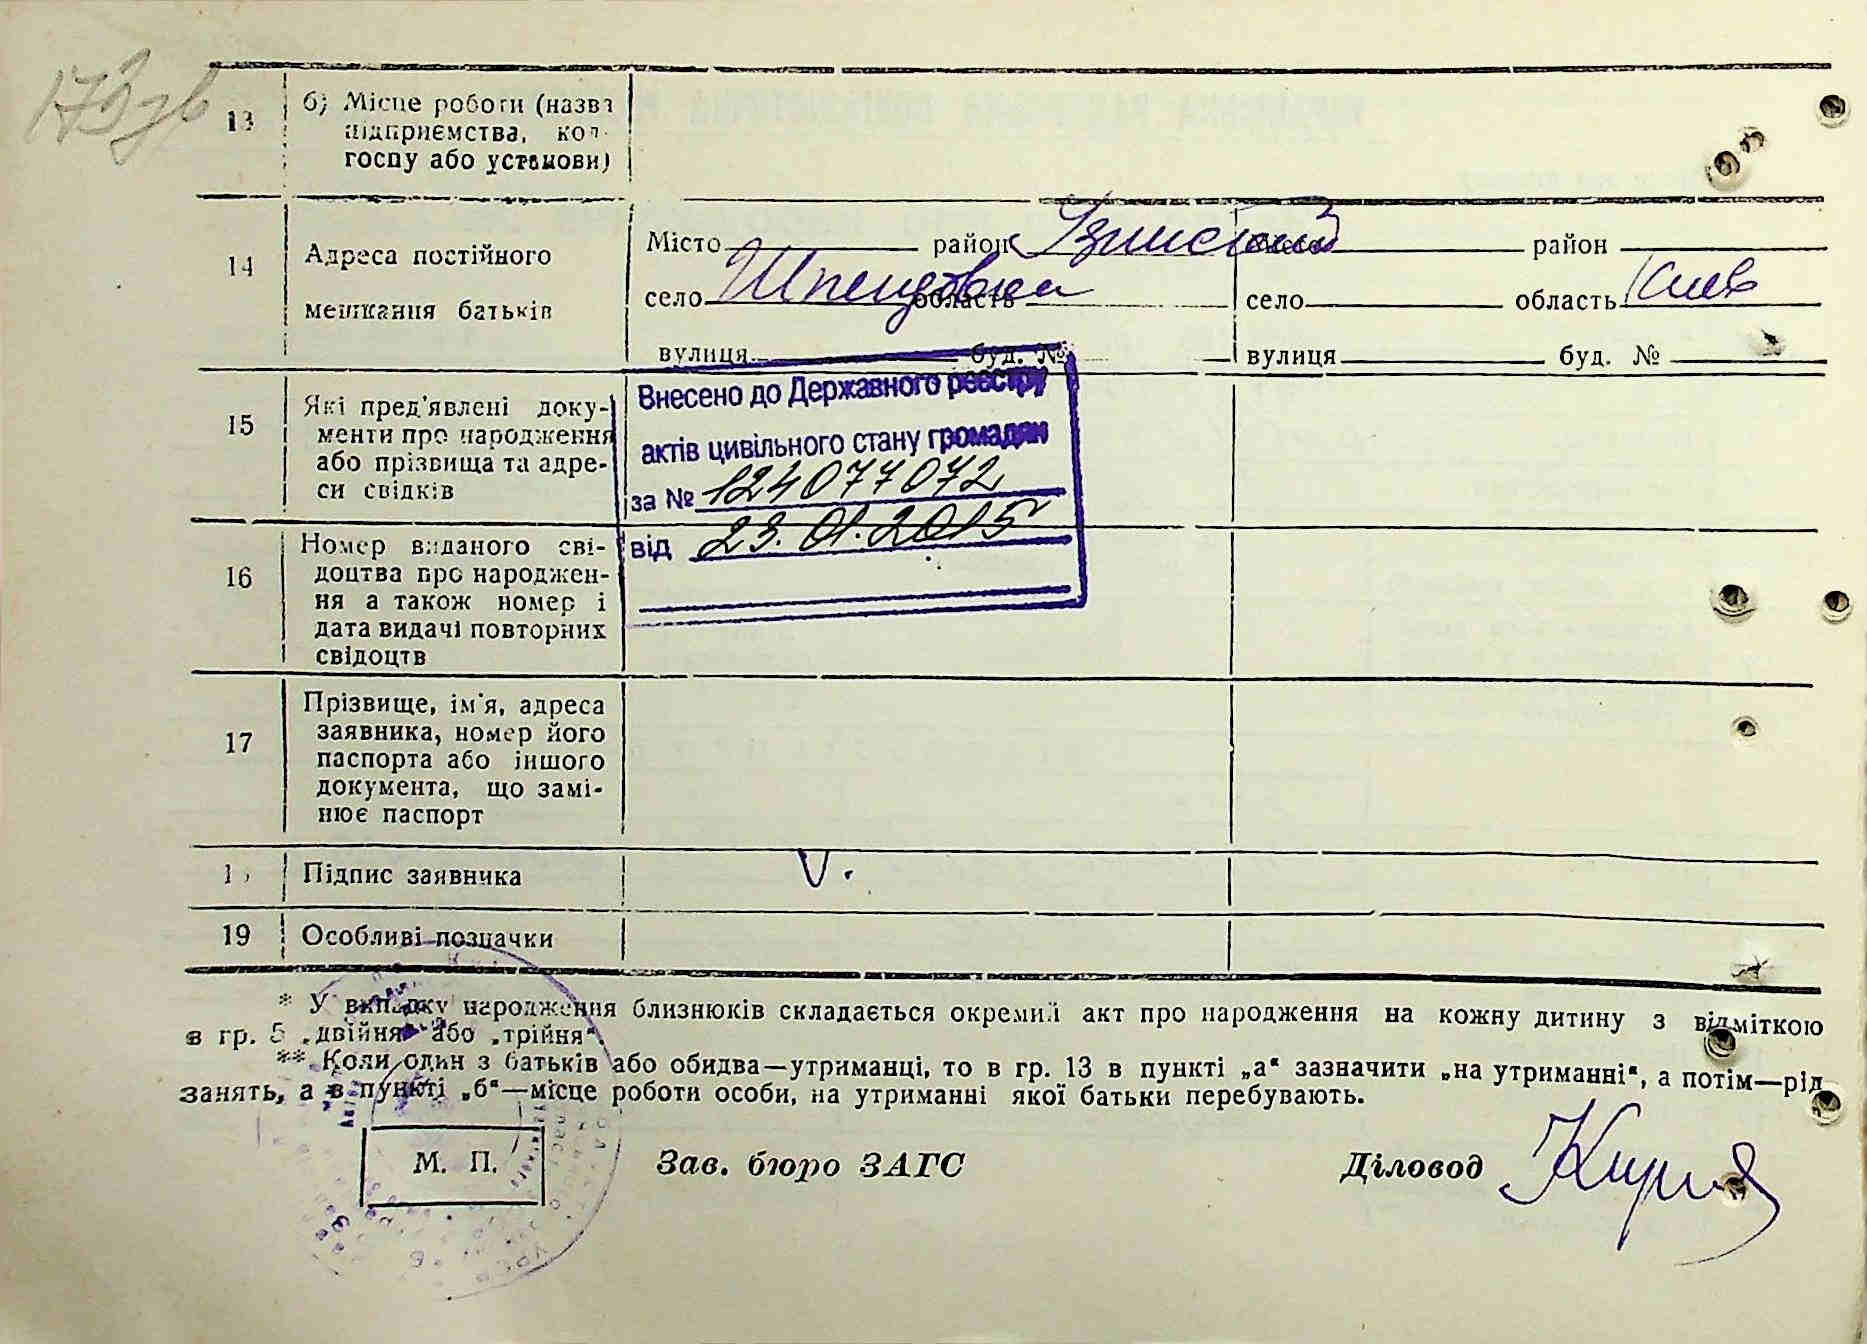 173 зв
13 б) Місце роботи (назва
підприємства, кол-
госпу або установи)
14 Адреса постійного
мешкання батьків
Місто район
село Шпендовка область
вулиця буд. №
Місто район
село область Киев
вулиця буд. №
15 Які пред'явлені доку-
менти про народження
або прізвища та адре-
си свідків
Внесено до Державного реєстру
актів цивільного стану громадян
за № 124077072
від 23.01.2015
16 Номер виданого сві-
доцтва про народжен-
ня а також номер і
дата видачі повторних
свідоцтв
17 Прізвище, ім'я, адреса
заявника, номер його
паспорта або іншого
документа, що замі-
нює паспорт
Підпис заявника
19 Особливі позначки
* У випадку народження близнюків складається окремий акт про народження на кожну дитину з відміткою
в гр. 5 „двійня“ або „трійня“.
** Коли один з батьків або обидва—утриманці, то в гр. 13 в пункті „а“ зазначити „на утриманні“, а потім—рід
занять, а в пункті „б“—місце роботи особи, на утриманні якої батьки перебувають.
М. П. Зав. бюро ЗАГС Діловод